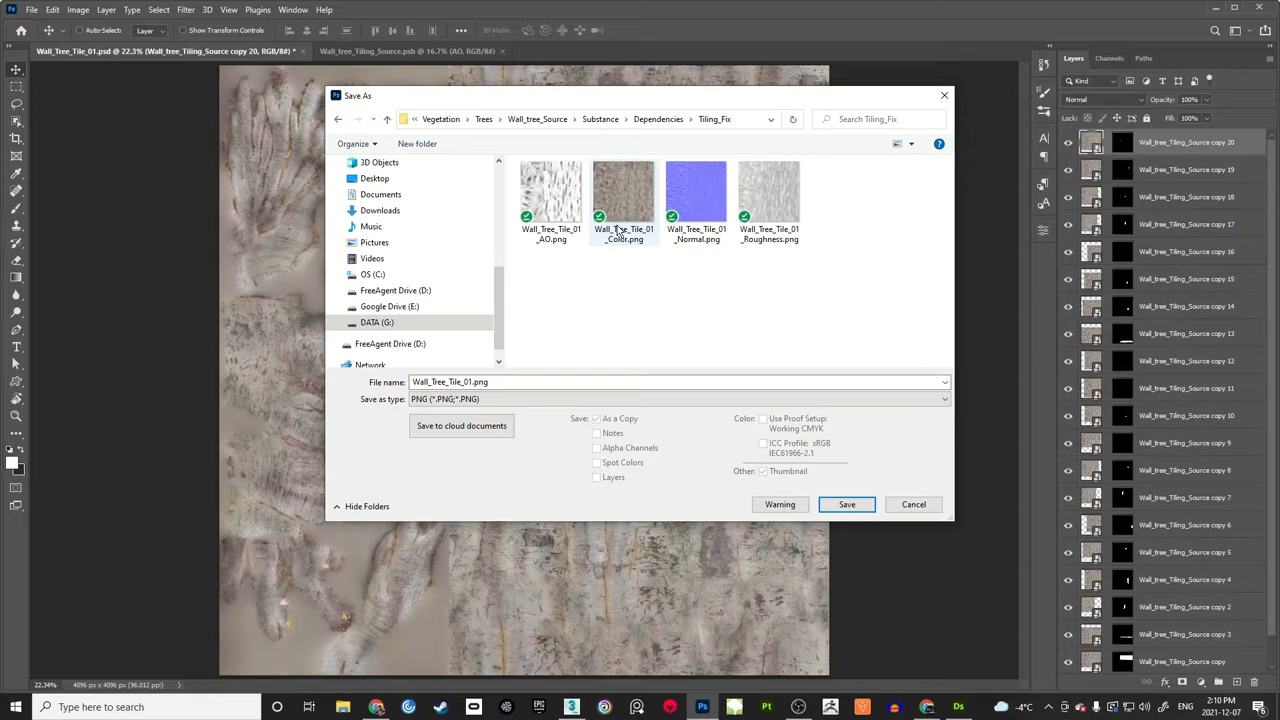 File Edit Image Layer Type Select Filter 3D View Plugins Window Help
Auto-Select: Layer Show Transform Controls
Wall_Tree_Tile_01.psd @ 22.3% (Wall_tree_Tiling_Source copy 20, RGB/8#) * × Wall_tree_Tiling_Source.psb @ 16.7% (AO, RGB/8#) ×
Save As
Vegetation > Trees > Wall_tree_Source > Substance > Dependencies > Tiling_Fix
Search Tiling_Fix
Organize
New folder
3D Objects
Desktop
Documents
Downloads
Music
Pictures
Videos
OS (C:)
FreeAgent Drive (D:)
Google Drive (E:)
DATA (G:)
FreeAgent Drive (D:)
Network
Wall_Tree_Tile_01
_AO.png
Wall_Tree_Tile_01
_Color.png
Wall_Tree_Tile_01
_Normal.png
Wall_Tree_Tile_01
_Roughness.png
File name: Wall_Tree_Tile_01.png
Save as type: PNG (*.PNG;*.PNG)
Save to cloud documents
Save: As a Copy
Notes
Alpha Channels
Spot Colors
Layers
Color: Use Proof Setup:
Working CMYK
ICC Profile: sRGB
IEC61966-2.1
Other: Thumbnail
Hide Folders
Warning
Save
Cancel
Layers Channels Paths
Kind
Normal Opacity: 100%
Lock: Fill: 100%
Wall_tree_Tiling_Source copy 20
Wall_tree_Tiling_Source copy 19
Wall_tree_Tiling_Source copy 18
Wall_tree_Tiling_Source copy 17
Wall_tree_Tiling_Source copy 16
Wall_tree_Tiling_Source copy 15
Wall_tree_Tiling_Source copy 14
Wall_tree_Tiling_Source copy 13
Wall_tree_Tiling_Source copy 12
Wall_tree_Tiling_Source copy 11
Wall_tree_Tiling_Source copy 10
Wall_tree_Tiling_Source copy 9
Wall_tree_Tiling_Source copy 8
Wall_tree_Tiling_Source copy 7
Wall_tree_Tiling_Source copy 6
Wall_tree_Tiling_Source copy 5
Wall_tree_Tiling_Source copy 4
Wall_tree_Tiling_Source copy 2
Wall_tree_Tiling_Source copy 3
Wall_tree_Tiling_Source copy
22.34% 4096 px x 4096 px (96.012 ppi)
Type here to search
-4°C
2:10 PM
2021-12-07